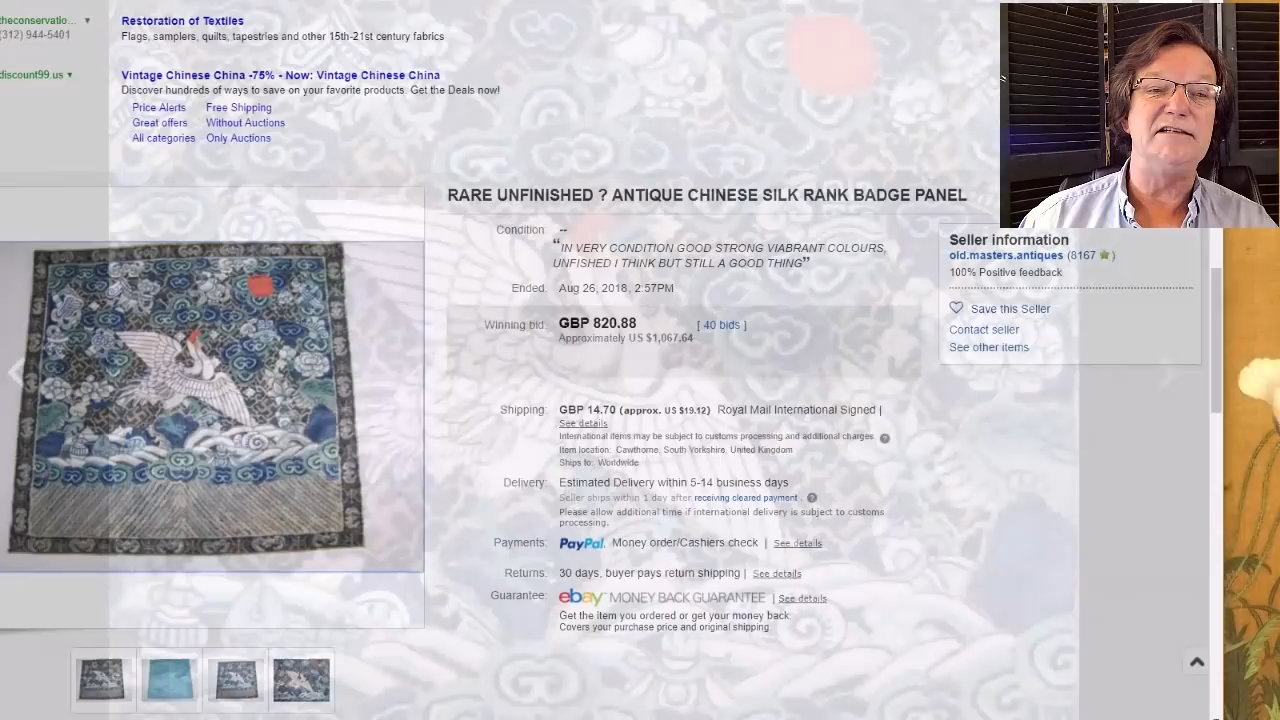 theconservatio...
(312) 944-5401
Restoration of Textiles
Flags, samplers, quilts, tapestries and other 15th-21st century fabrics
discount99.us
Vintage Chinese China -75% - Now: Vintage Chinese China
Discover hundreds of ways to save on your favorite products. Get the Deals now!
Price Alerts Free Shipping
Great offers Without Auctions
All categories Only Auctions
RARE UNFINISHED ? ANTIQUE CHINESE SILK RANK BADGE PANEL
Condition: --
“IN VERY CONDITION GOOD STRONG VIABRANT COLOURS,
UNFISHED I THINK BUT STILL A GOOD THING”
Ended: Aug 26, 2018, 2:57PM
Winning bid: GBP 820.88 [ 40 bids ]
Approximately US $1,067.64
Shipping: GBP 14.70 (approx. US $19.12) Royal Mail International Signed |
See details
International items may be subject to customs processing and additional charges.
Item location: Cawthorne, South Yorkshire, United Kingdom
Ships to: Worldwide
Delivery: Estimated Delivery within 5-14 business days
Seller ships within 1 day after receiving cleared payment .
Please allow additional time if international delivery is subject to customs
processing.
Payments: PayPal, Money order/Cashiers check | See details
Returns: 30 days, buyer pays return shipping | See details
Guarantee: ebay MONEY BACK GUARANTEE | See details
Get the item you ordered or get your money back.
Covers your purchase price and original shipping.
Seller information
old.masters.antiques (8167 )
100% Positive feedback
Save this Seller
Contact seller
See other items